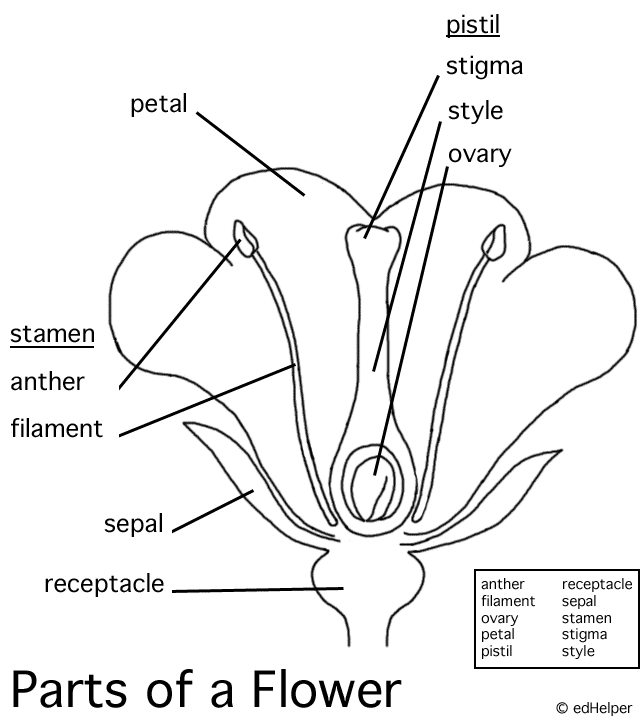 pistil
stigma
style
ovary
petal
stamen
anther
filament
sepal
receptacle
anther receptacle
filament sepal
ovary stamen
petal stigma
pistil style
Parts of a Flower
© edHelper